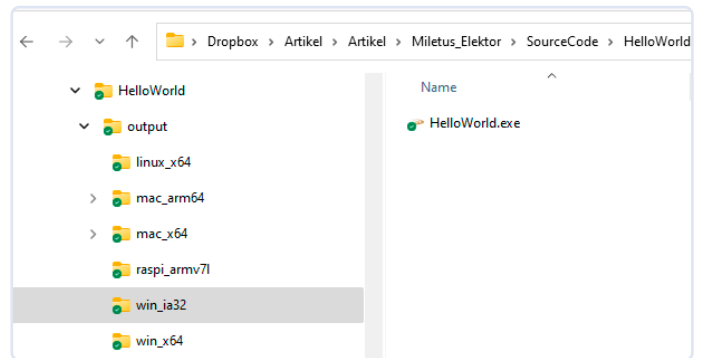 Dropbox > Artikel > Artikel > Miletus_Elektor > SourceCode > HelloWorld
HelloWorld
output
linux_x64
mac_arm64
mac_x64
raspi_armv7l
win_ia32
win_x64
Name
HelloWorld.exe